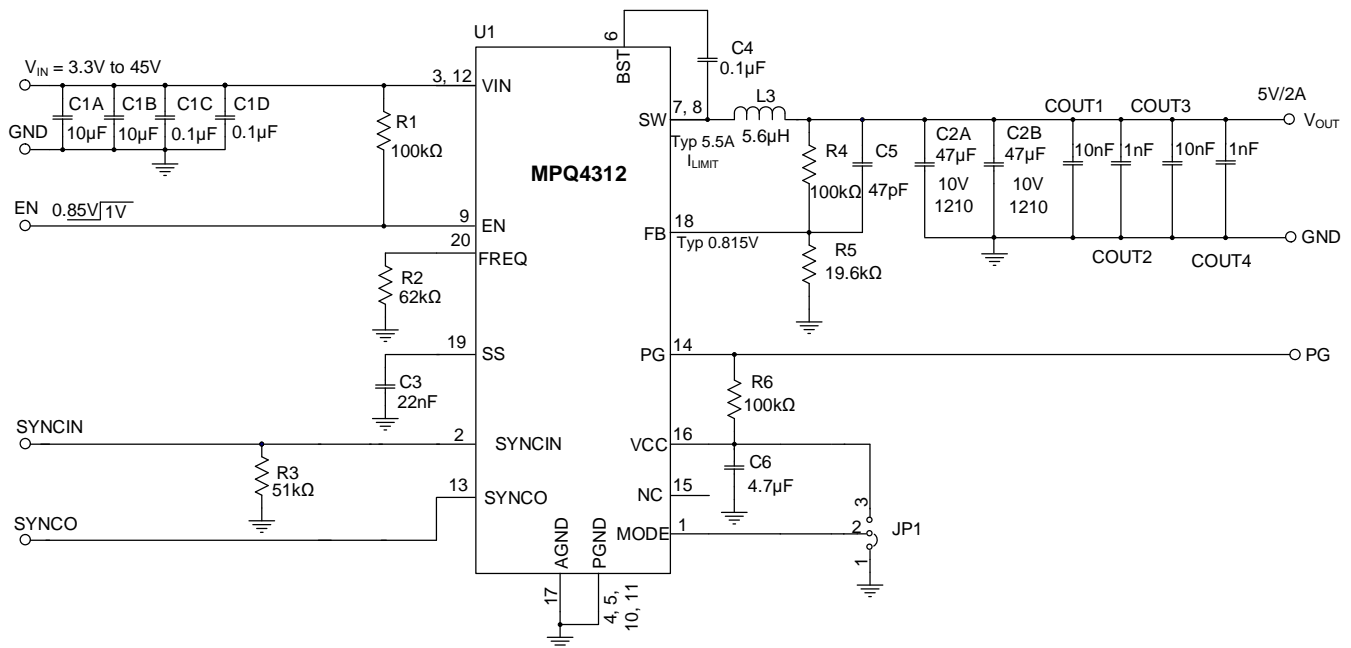 U1
6
BST
C4
0.1µF
VIN = 3.3V to 45V
3, 12
VIN
C1A
10µF
C1B
10µF
C1C
0.1µF
C1D
0.1µF
GND
R1
100kΩ
7, 8
SW
L3
5.6µH
Typ 5.5A
ILIMIT
COUT1
COUT3
5V/2A
VOUT
R4
100kΩ
C5
47pF
C2A
47µF
10V
1210
C2B
47µF
10V
1210
10nF
1nF
10nF
1nF
MPQ4312
EN
0.85V
1V
9
EN
18
FB
Typ 0.815V
GND
COUT2
COUT4
20
FREQ
R2
62kΩ
R5
19.6kΩ
19
SS
C3
22nF
PG
14
PG
R6
100kΩ
SYNCIN
2
SYNCIN
VCC
16
R3
51kΩ
C6
4.7µF
13
SYNCO
NC
15
SYNCO
MODE
1
3
2
1
JP1
AGND
PGND
17
4, 5,
10, 11